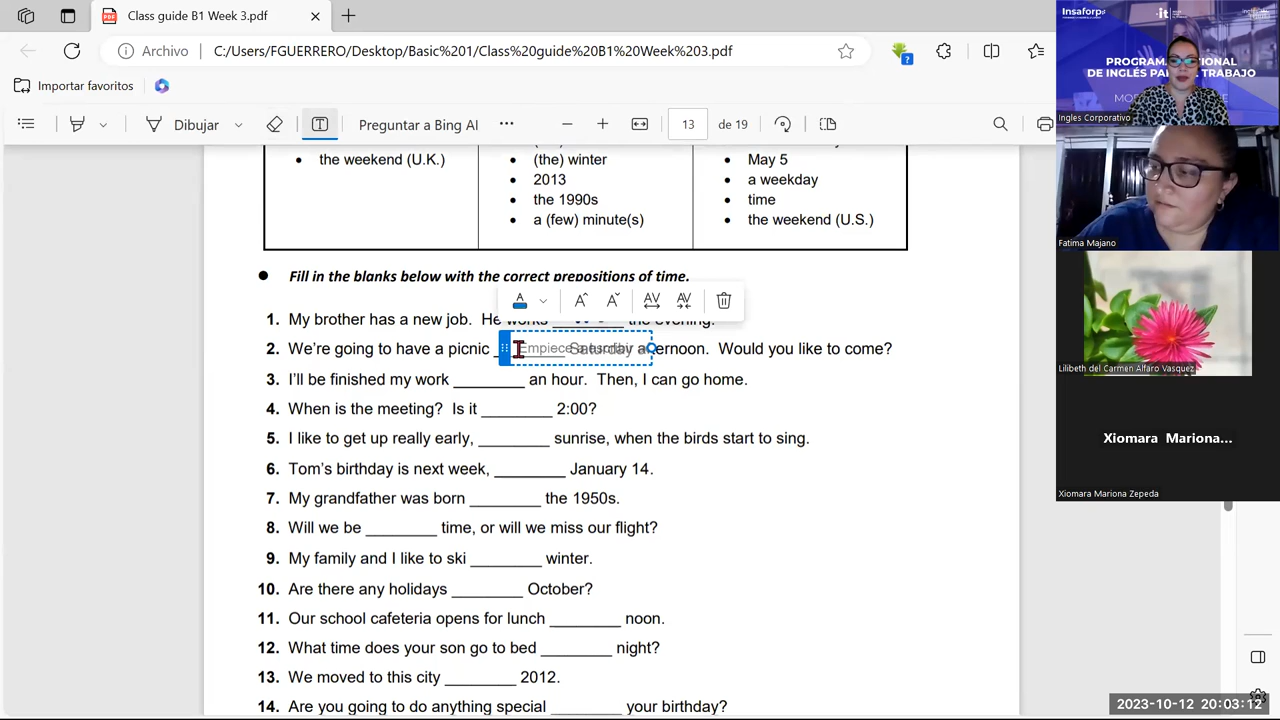 Class guide B1 Week 3.pdf
Archivo
C:/Users/FGUERRERO/Desktop/Basic%201/Class%20guide%20B1%20Week%203.pdf
Importar favoritos
Dibujar
Preguntar a Bing AI
13
de 19
the weekend (U.K.)
(the) winter
2013
the 1990s
a (few) minute(s)
May 5
a weekday
time
the weekend (U.S.)
Fill in the blanks below with the correct prepositions of time.
1. My brother has a new job. He works ________ the evening.
2. We're going to have a picnic ________ Saturday afternoon. Would you like to come?
3. I'll be finished my work ________ an hour. Then, I can go home.
4. When is the meeting? Is it ________ 2:00?
5. I like to get up really early, ________ sunrise, when the birds start to sing.
6. Tom's birthday is next week, ________ January 14.
7. My grandfather was born ________ the 1950s.
8. Will we be ________ time, or will we miss our flight?
9. My family and I like to ski ________ winter.
10. Are there any holidays ________ October?
11. Our school cafeteria opens for lunch ________ noon.
12. What time does your son go to bed ________ night?
13. We moved to this city ________ 2012.
14. Are you going to do anything special ________ your birthday?
Insaforp
Ingles Corporativo
Fatima Majano
Lilibeth del Carmen Alfaro Vasquez
Xiomara Mariona...
Xiomara Mariona Zepeda
2023-10-12 20:03:12